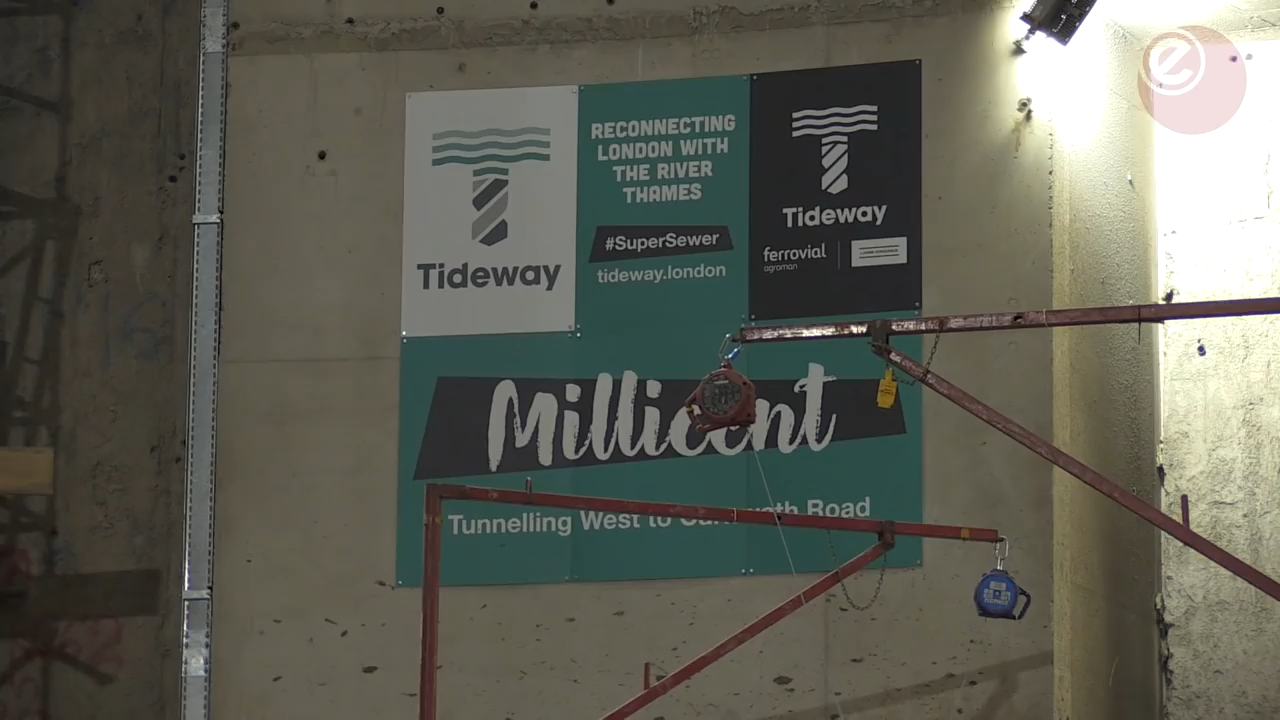 Tideway
RECONNECTING
LONDON WITH
THE RIVER
THAMES
#SuperSewer
tideway.london
Tideway
ferrovial
agroman
Millicent
Tunnelling West to Road
e